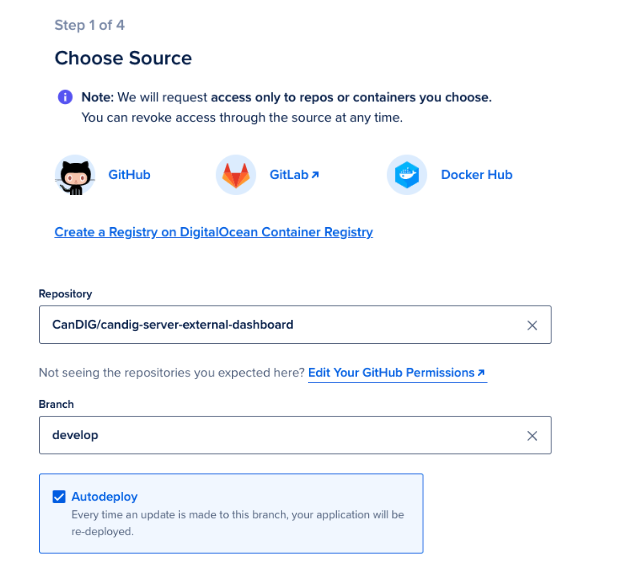 Step 1 of 4
Choose Source
Note: We will request access only to repos or containers you choose.
You can revoke access through the source at any time.
GitHub
GitLab
Docker Hub
Create a Registry on DigitalOcean Container Registry
Repository
CanDIG/candig-server-external-dashboard
Not seeing the repositories you expected here? Edit Your GitHub Permissions
Branch
develop
Autodeploy
Every time an update is made to this branch, your application will be
re-deployed.